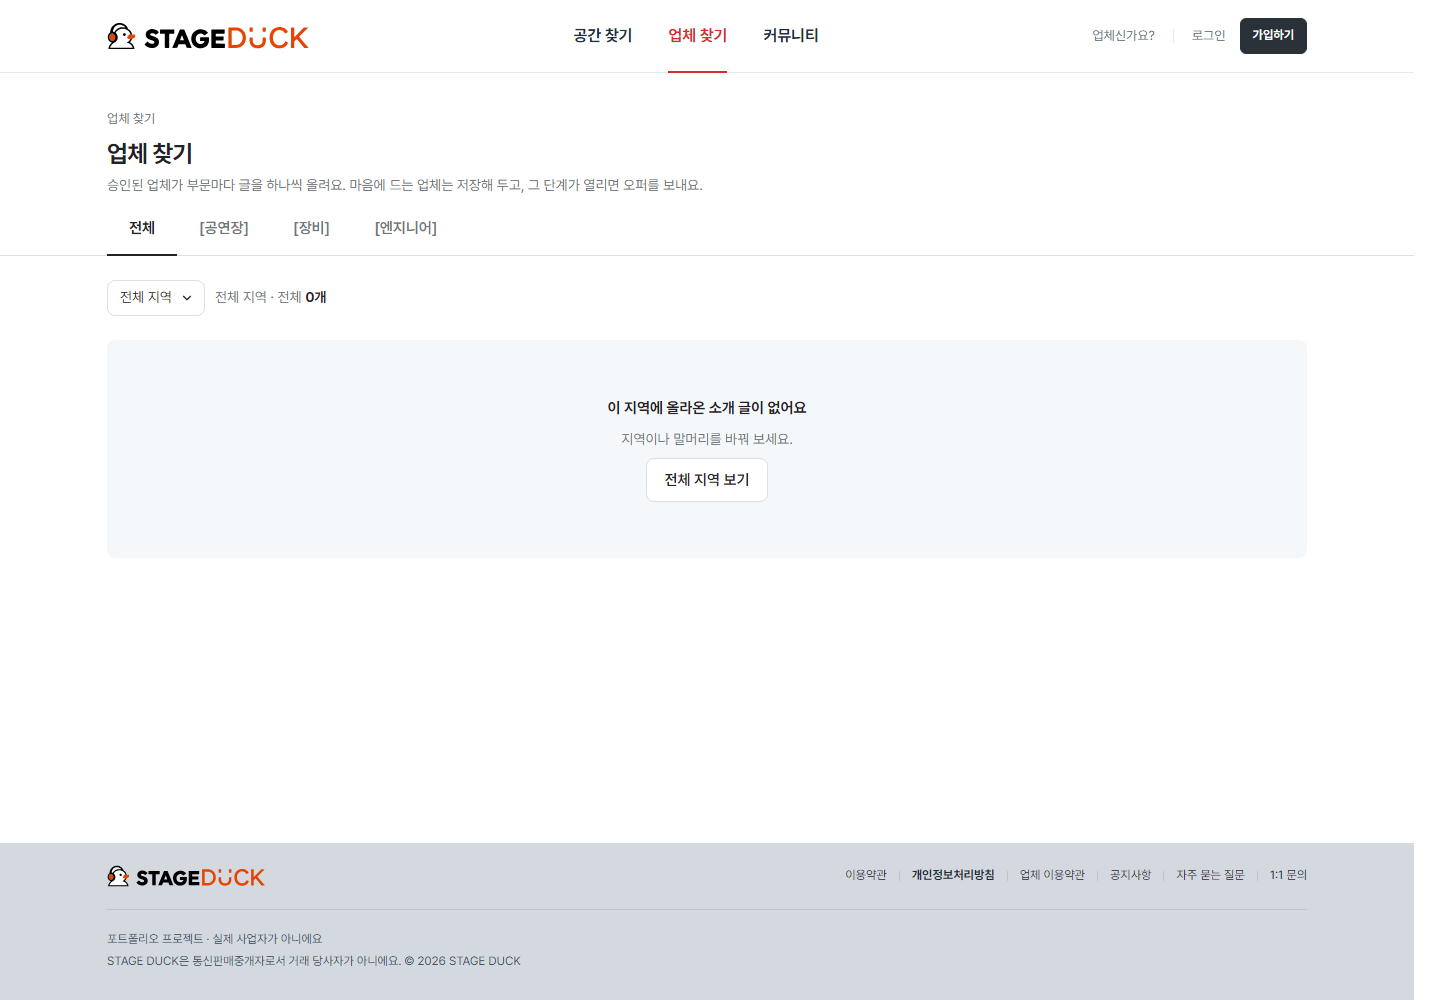 STAGEDUCK
공간 찾기
업체 찾기
커뮤니티
업체신가요?
로그인
가입하기
업체 찾기
업체 찾기
승인된 업체가 부문마다 글을 하나씩 올려요. 마음에 드는 업체는 저장해 두고, 그 단계가 열리면 오퍼를 보내요.
전체
[공연장]
[장비]
[엔지니어]
전체 지역
전체 지역 · 전체 0개
이 지역에 올라온 소개 글이 없어요
지역이나 말머리를 바꿔 보세요.
전체 지역 보기
STAGEDUCK
이용약관
개인정보처리방침
업체 이용약관
공지사항
자주 묻는 질문
1:1 문의
포트폴리오 프로젝트 · 실제 사업자가 아니에요
STAGE DUCK은 통신판매중개자로서 거래 당사자가 아니에요. © 2026 STAGE DUCK